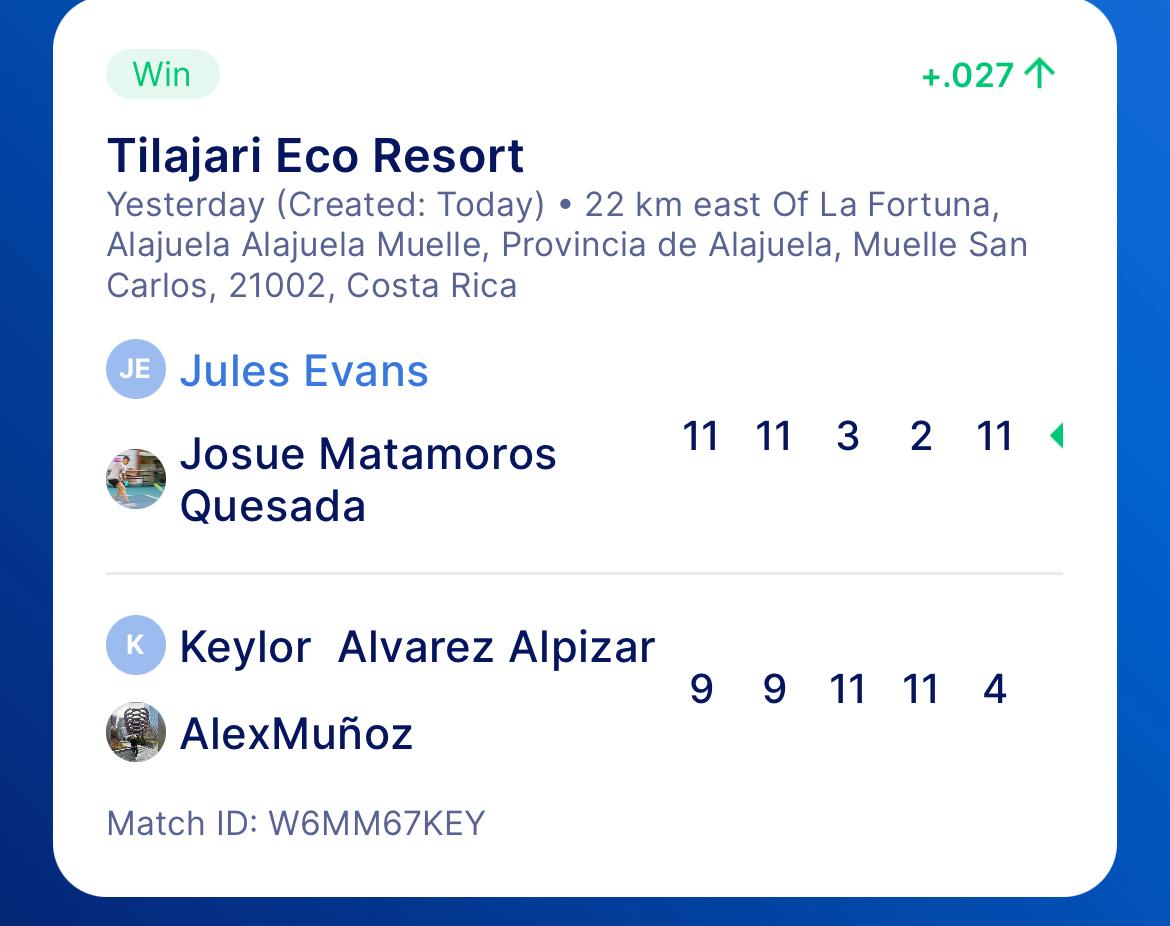 Win
+.027
Tilajari Eco Resort
Yesterday (Created: Today) • 22 km east Of La Fortuna,
Alajuela Alajuela Muelle, Provincia de Alajuela, Muelle San
Carlos, 21002, Costa Rica
JE Jules Evans
Josue Matamoros
Quesada
11 11 3 2 11
K Keylor  Alvarez Alpizar
AlexMuñoz
9 9 11 11 4
Match ID: W6MM67KEY